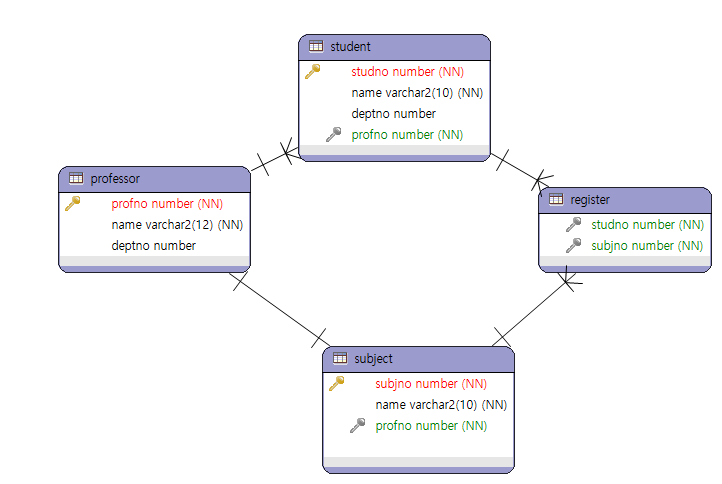 student
studno number (NN)
name varchar2(10) (NN)
deptno number
profno number (NN)
professor
profno number (NN)
name varchar2(12) (NN)
deptno number
register
studno number (NN)
subjno number (NN)
subject
subjno number (NN)
name varchar2(10) (NN)
profno number (NN)